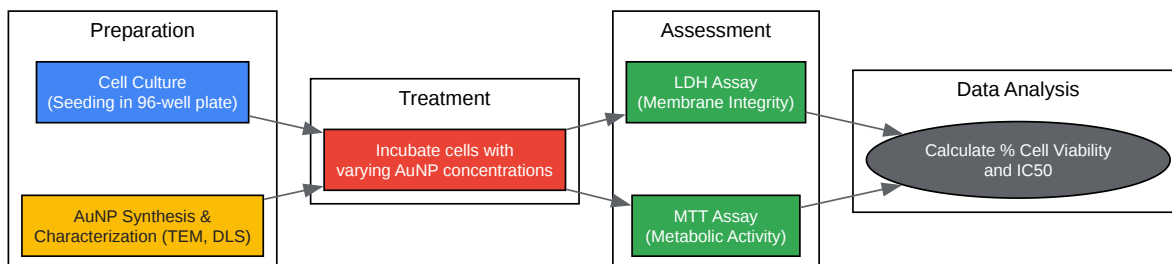 Preparation
Cell Culture
(Seeding in 96-well plate)
AuNP Synthesis &
Characterization (TEM, DLS)
Treatment
Incubate cells with
varying AuNP concentrations
Assessment
LDH Assay
(Membrane Integrity)
MTT Assay
(Metabolic Activity)
Data Analysis
Calculate % Cell Viability
and IC50